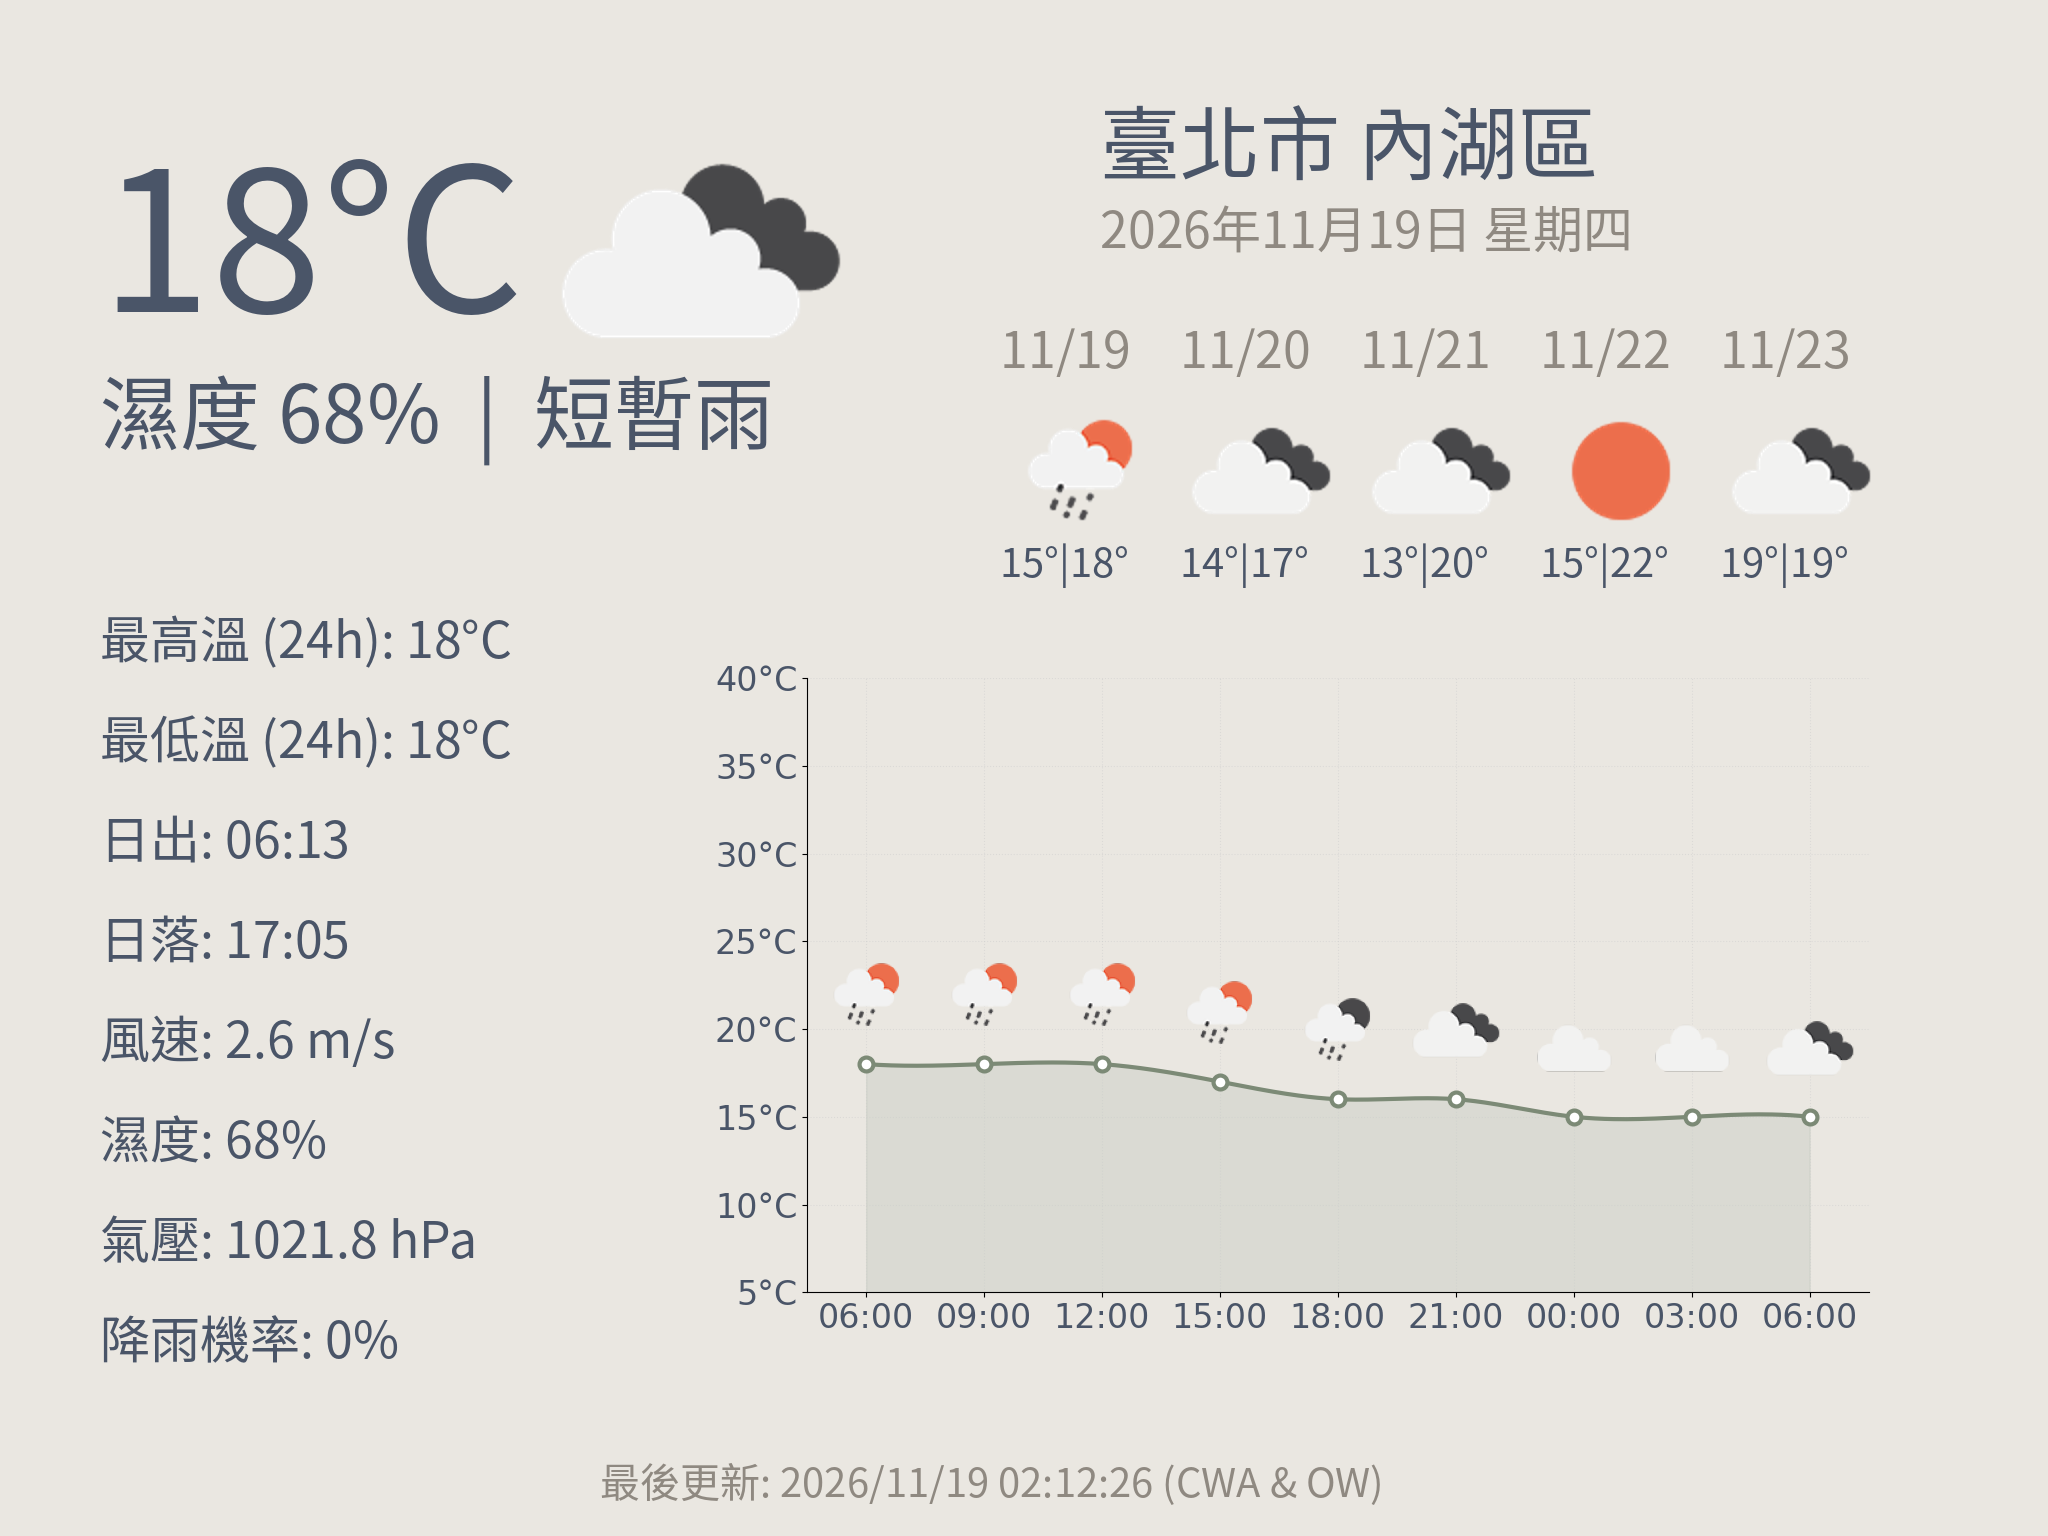 18°C
濕度 68% | 短暫雨
臺北市 內湖區
2026年11月19日 星期四
11/19 11/20 11/21 11/22 11/23
15°|18° 14°|17° 13°|20° 15°|22° 19°|19°
最高溫 (24h): 18°C
最低溫 (24h): 18°C
日出: 06:13
日落: 17:05
風速: 2.6 m/s
濕度: 68%
氣壓: 1021.8 hPa
降雨機率: 0%
40°C
35°C
30°C
25°C
20°C
15°C
10°C
5°C
06:00 09:00 12:00 15:00 18:00 21:00 00:00 03:00 06:00
最後更新: 2026/11/19 02:12:26 (CWA & OW)